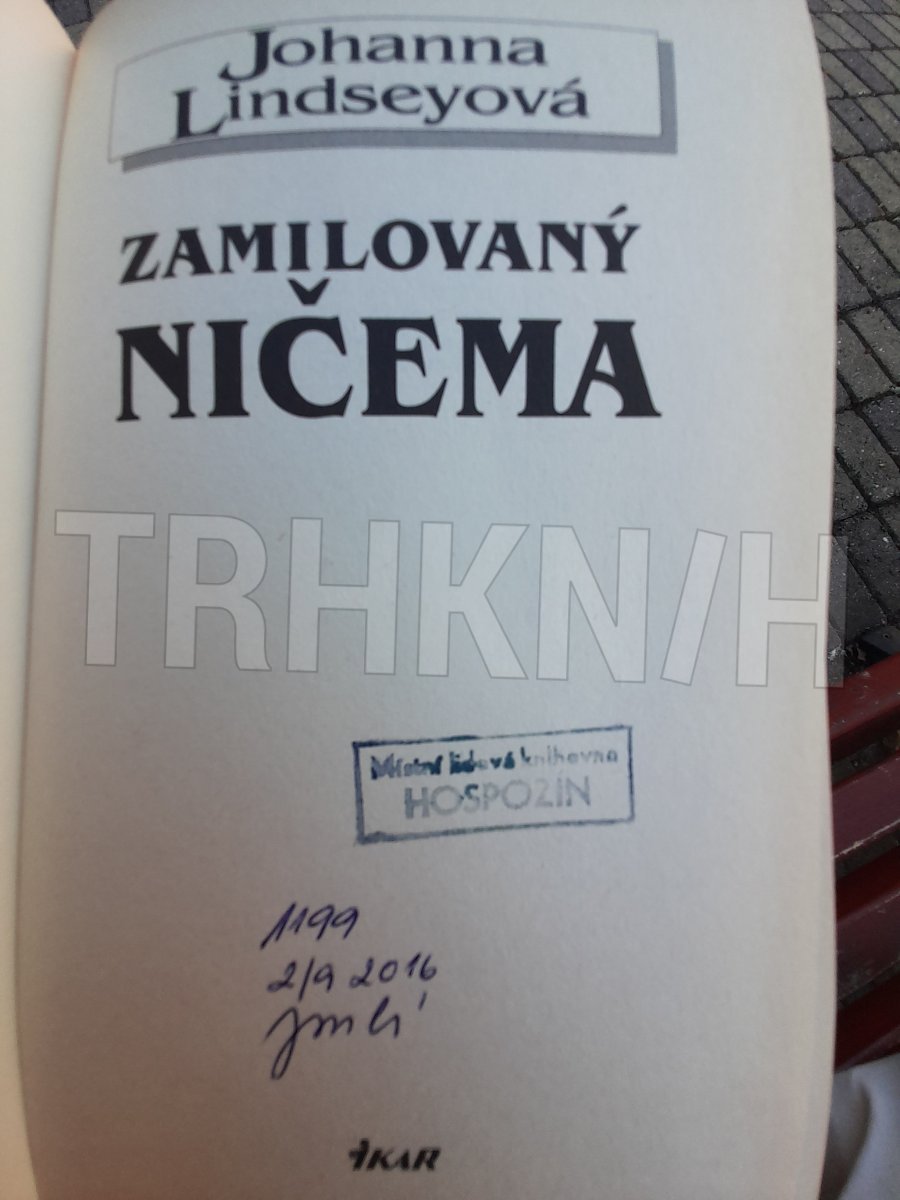 Johanna
Lindseyová
ZAMILOVANÝ
NIČEMA
TRHKNIH
Místní lidová knihovna
HOSPOZÍN
1199
2/9 2016
IKAR